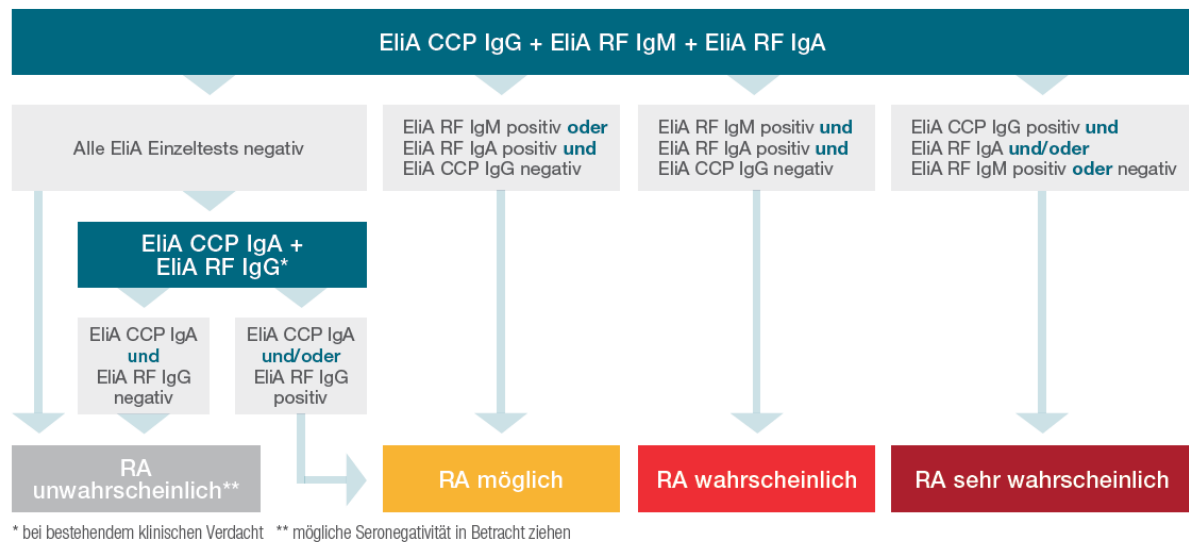 EliA CCP IgG + EliA RF IgM + EliA RF IgA
Alle EliA Einzeltests negativ
EliA RF IgM positiv oder
EliA RF IgA positiv und
EliA CCP IgG negativ
EliA RF IgM positiv und
EliA RF IgA positiv und
EliA CCP IgG negativ
EliA CCP IgG positiv und
EliA RF IgA und/oder
EliA RF IgM positiv oder negativ
EliA CCP IgA +
EliA RF IgG*
EliA CCP IgA
und
EliA RF IgG
negativ
EliA CCP IgA
und/oder
EliA RF IgG
positiv
RA
unwahrscheinlich**
RA möglich
RA wahrscheinlich
RA sehr wahrscheinlich
* bei bestehendem klinischen Verdacht ** mögliche Seronegativität in Betracht ziehen